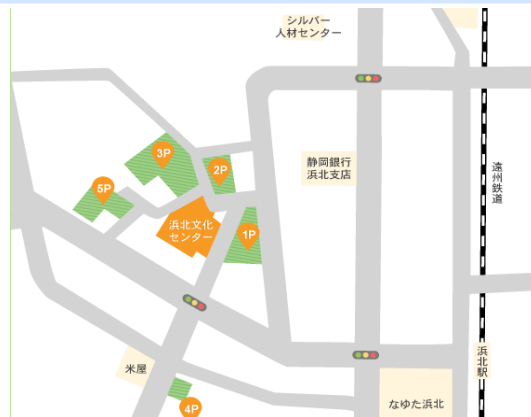 シルバー
人材センター
3P
2P
静岡銀行
浜北支店
遠州鉄道
5P
浜北文化
センター
1P
浜北駅
米屋
4P
なゆた浜北